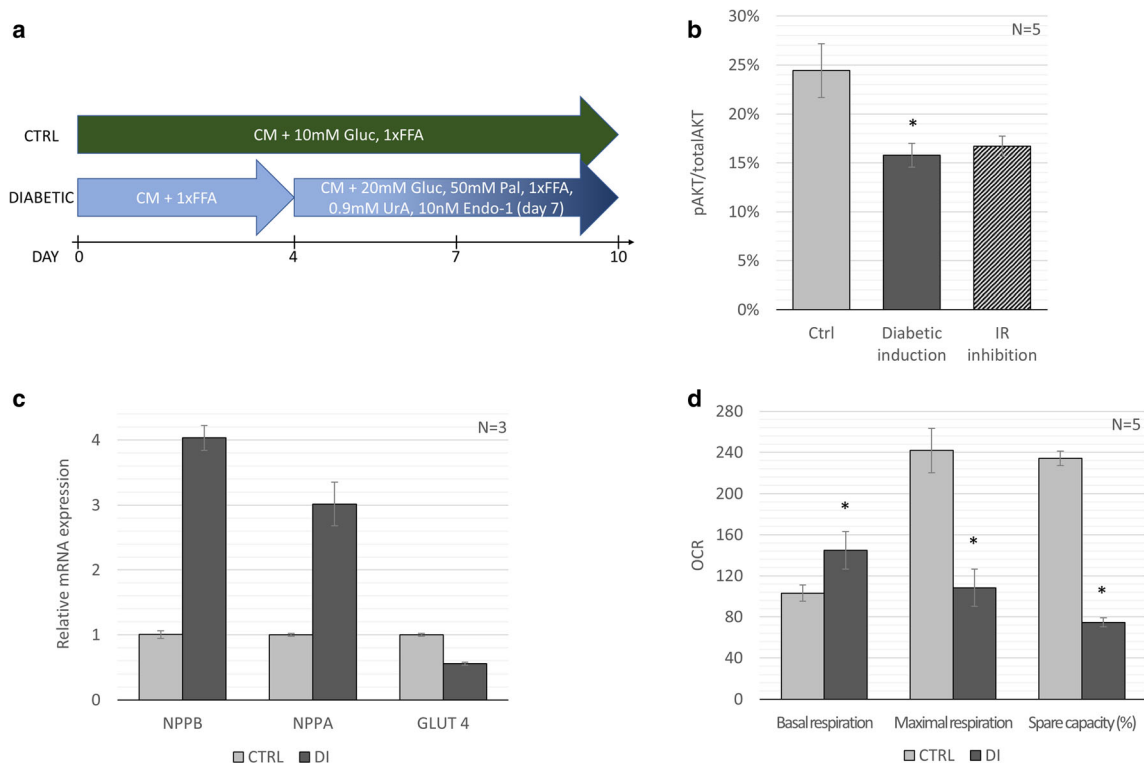 a
CTRL
CM + 10mM Gluc, 1xFFA
DIABETIC
CM + 1xFFA
CM + 20mM Gluc, 50mM Pal, 1xFFA,
0.9mM UrA, 10nM Endo-1 (day 7)
DAY
0
4
7
10
b
N=5
pAKT/totalAKT
30%
25%
20%
15%
10%
5%
0%
*
Ctrl
Diabetic
induction
IR
inhibition
c
N=3
Relative mRNA expression
4
3
2
1
0
NPPB
NPPA
GLUT 4
CTRL
DI
d
N=5
OCR
280
240
200
160
120
80
40
0
*
*
*
Basal respiration
Maximal respiration
Spare capacity (%)
CTRL
DI